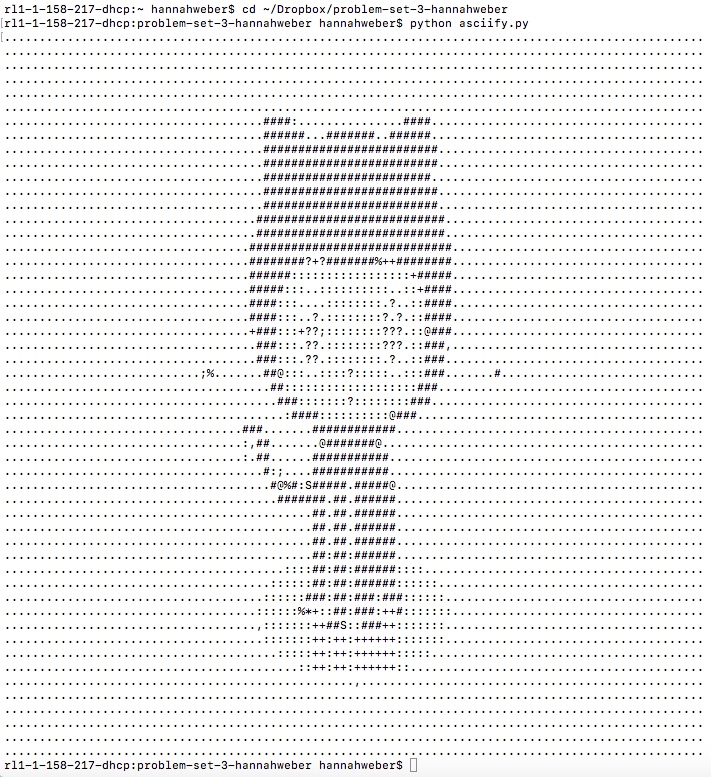 rl1-1-158-217-dhcp:~ hannahweber$ cd ~/Dropbox/problem-set-3-hannahweber
rl1-1-158-217-dhcp:problem-set-3-hannahweber hannahweber$ python asciify.py
rl1-1-158-217-dhcp:problem-set-3-hannahweber hannahweber$